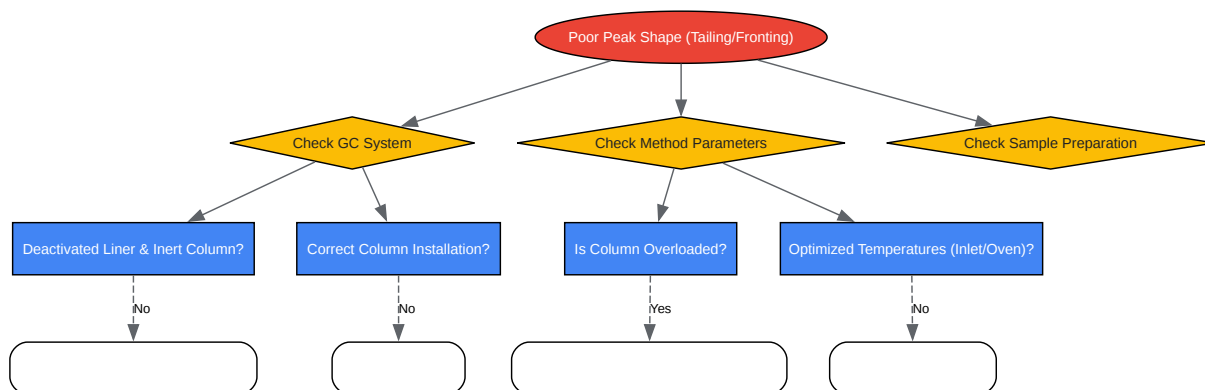 Poor Peak Shape (Tailing/Fronting)
Check GC System
Check Method Parameters
Check Sample Preparation
Deactivated Liner & Inert Column?
Correct Column Installation?
Is Column Overloaded?
Optimized Temperatures (Inlet/Oven)?
No
No
Yes
No